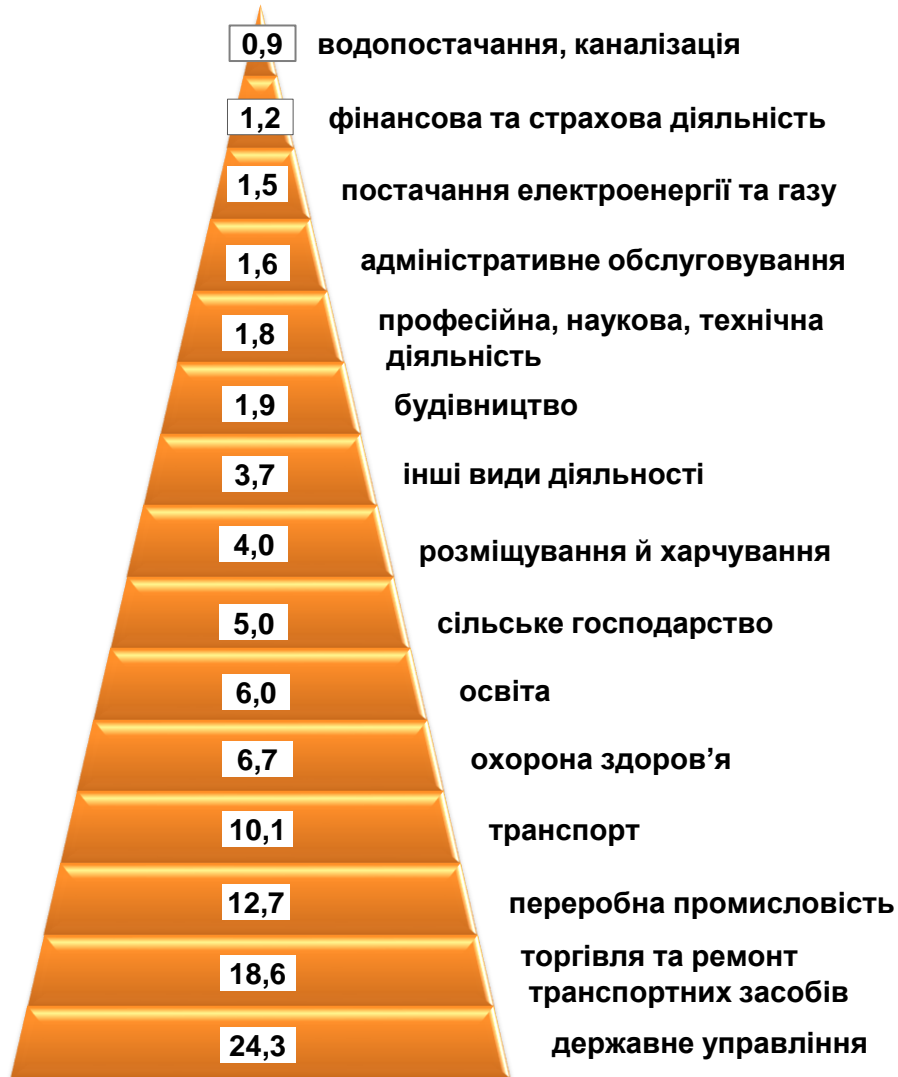 0,9 водопостачання, каналізація
1,2 фінансова та страхова діяльність
1,5 постачання електроенергії та газу
1,6 адміністративне обслуговування
1,8 професійна, наукова, технічна
діяльність
1,9 будівництво
3,7 інші види діяльності
4,0 розміщування й харчування
5,0 сільське господарство
6,0 освіта
6,7 охорона здоров’я
10,1 транспорт
12,7 переробна промисловість
18,6 торгівля та ремонт
транспортних засобів
24,3 державне управління